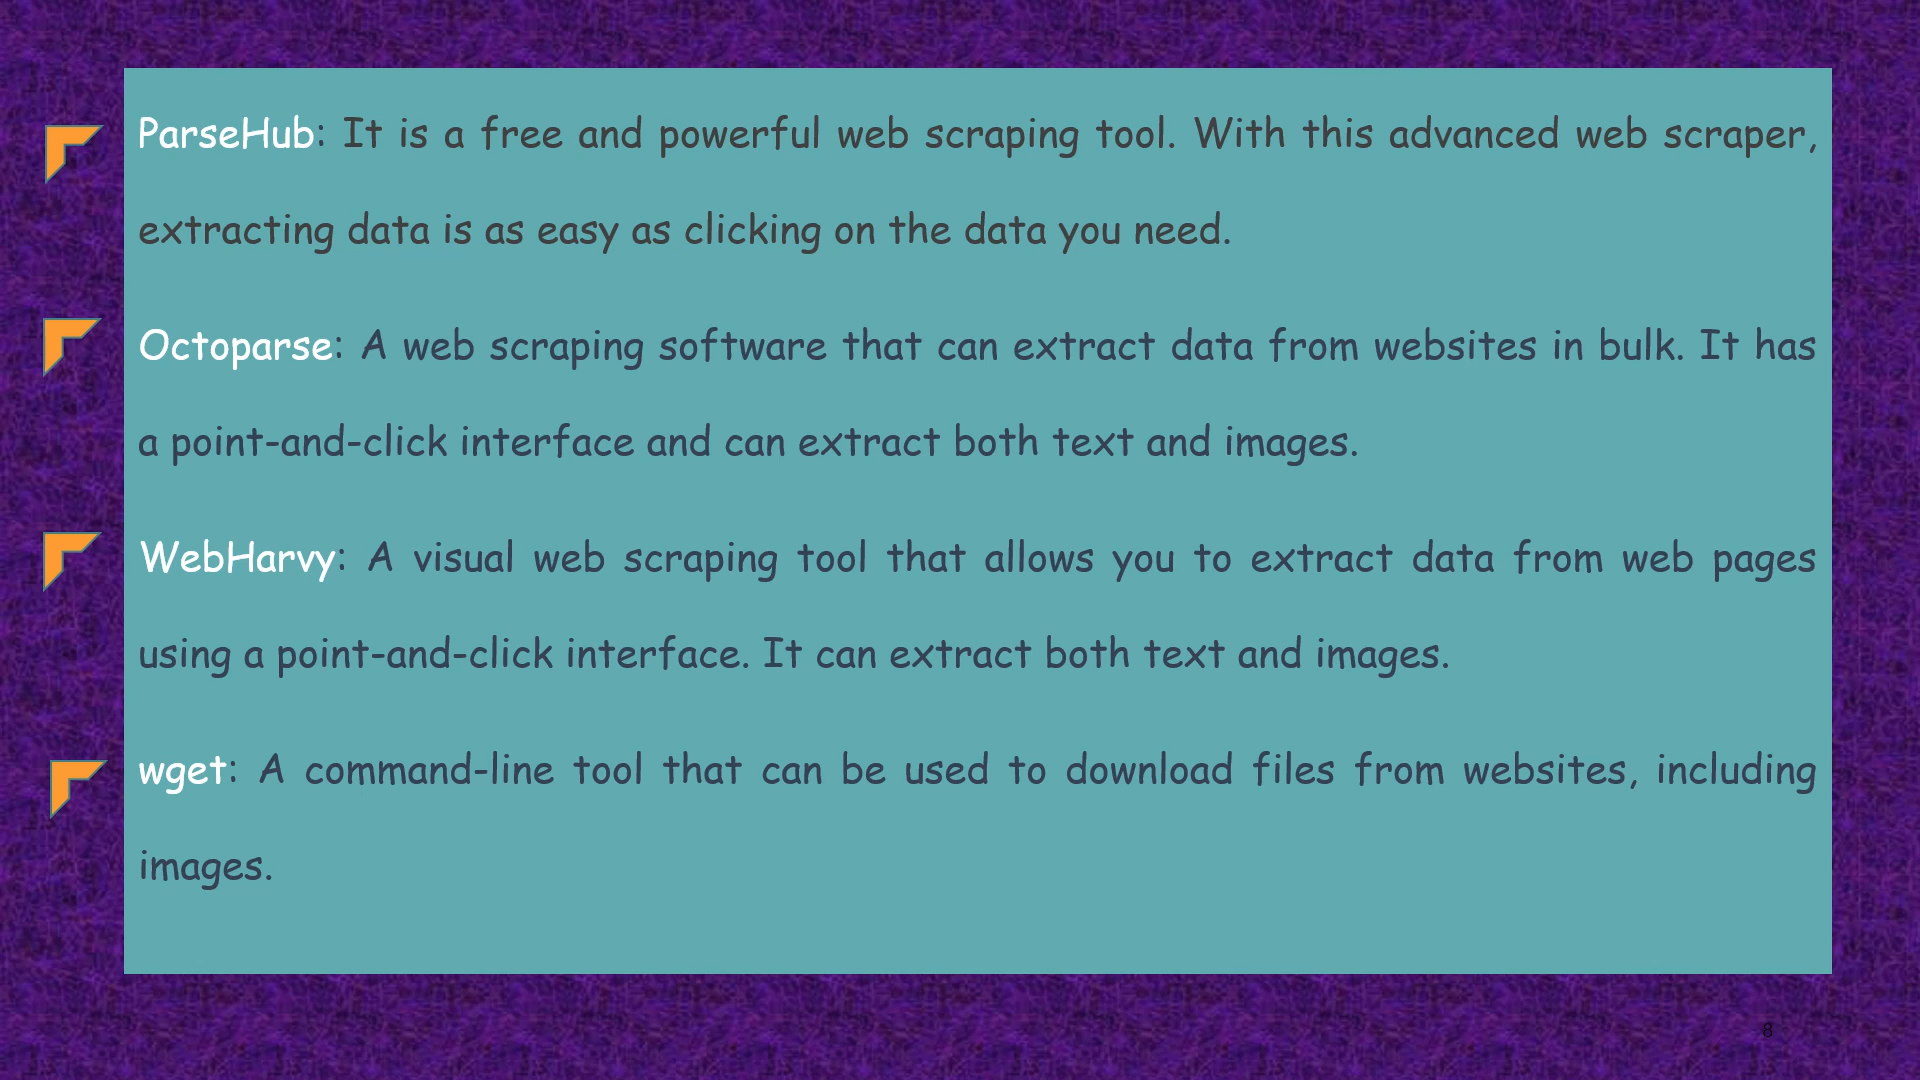 ParseHub: It is a free and powerful web scraping tool. With this advanced web scraper,
extracting data is as easy as clicking on the data you need.
Octoparse: A web scraping software that can extract data from websites in bulk. It has
a point-and-click interface and can extract both text and images.
WebHarvy: A visual web scraping tool that allows you to extract data from web pages
using a point-and-click interface. It can extract both text and images.
wget: A command-line tool that can be used to download files from websites, including
images.
8